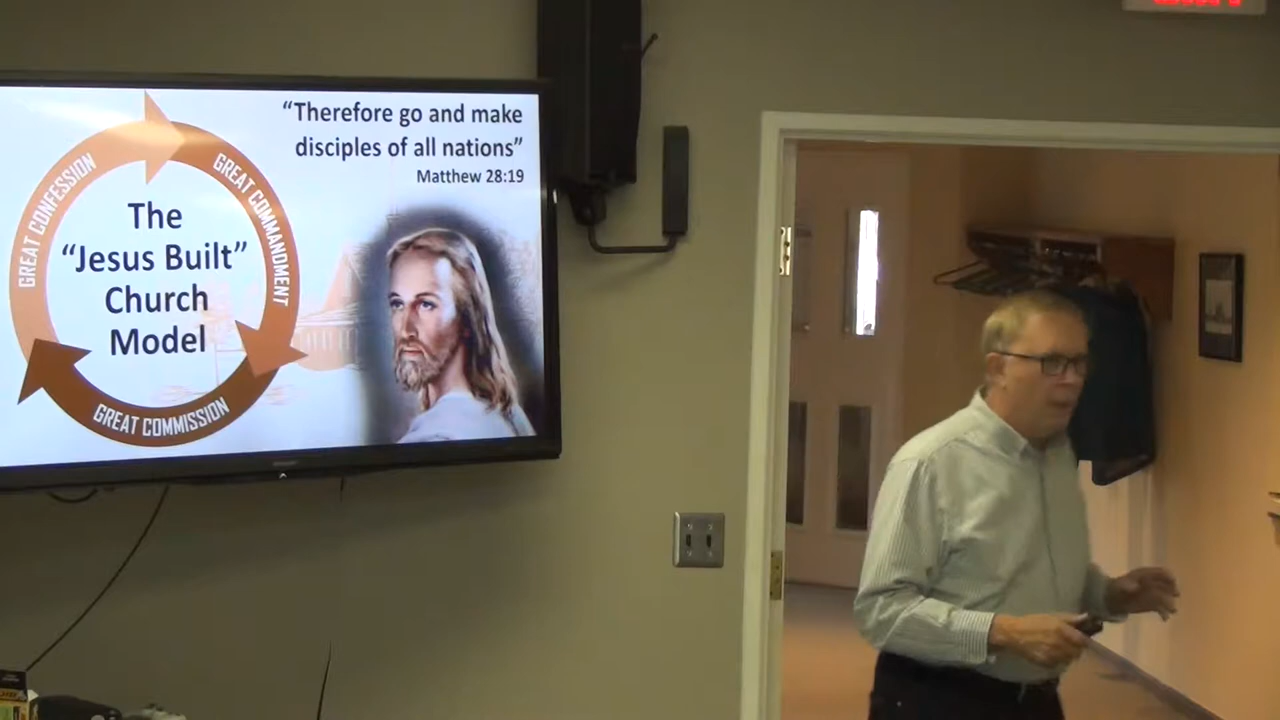 “Therefore go and make
disciples of all nations”
Matthew 28:19
GREAT CONFESSION
GREAT COMMANDMENT
The
“Jesus Built”
Church
Model
GREAT COMMISSION